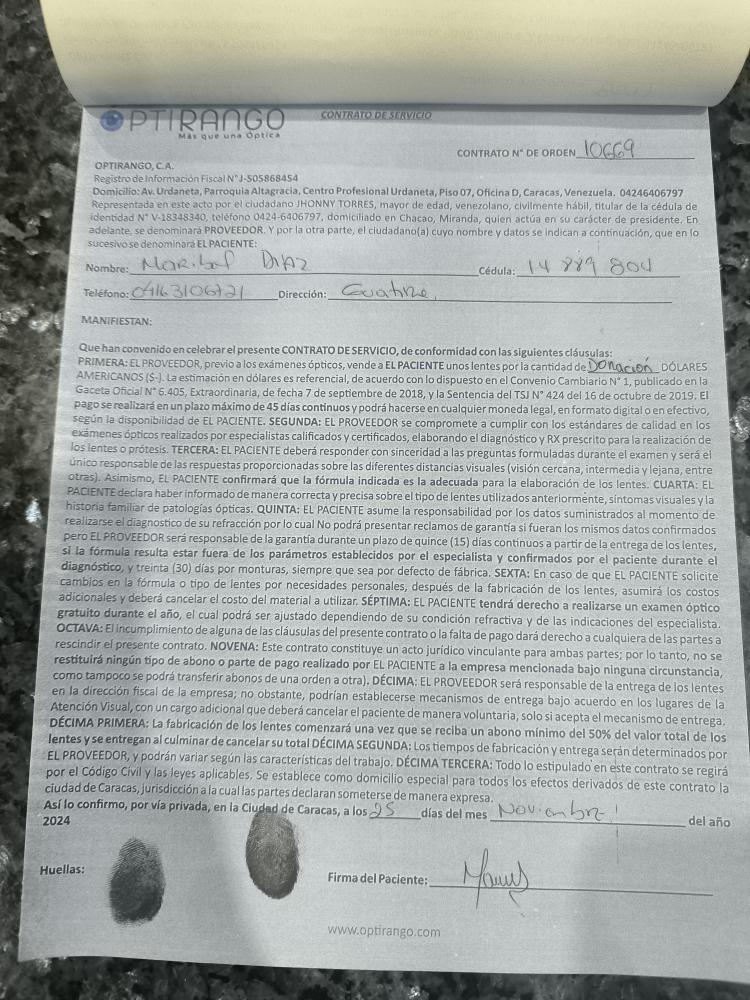 OPTIRANGO
Más que una Óptica
CONTRATO DE SERVICIO
CONTRATO N° DE ORDEN 10669
OPTIRANGO, C.A.
Registro de Información Fiscal N°J-505868454
Domicilio: Av. Urdaneta, Parroquia Altagracia, Centro Profesional Urdaneta, Piso 07, Oficina D, Caracas, Venezuela. 04246406797
Representada en este acto por el ciudadano JHONNY TORRES, mayor de edad, venezolano, civilmente hábil, titular de la cédula de
identidad N° V-18348340, teléfono 0424-6406797, domiciliado en Chacao, Miranda, quien actúa en su carácter de presidente. En
adelante, se denominará PROVEEDOR. Y por la otra parte, el ciudadano(a) cuyo nombre y datos se indican a continuación, que en lo
sucesivo se denominará EL PACIENTE:
Nombre: Maribel DIAZ Cédula: 14 889 804
Teléfono: 04163106721 Dirección:
MANIFIESTAN:
Que han convenido en celebrar el presente CONTRATO DE SERVICIO, de conformidad con las siguientes cláusulas:
PRIMERA: EL PROVEEDOR, previo a los exámenes ópticos, vende a EL PACIENTE unos lentes por la cantidad de Donación DÓLARES
AMERICANOS ($-). La estimación en dólares es referencial, de acuerdo con lo dispuesto en el Convenio Cambiario N° 1, publicado en la
Gaceta Oficial N° 6.405, Extraordinaria, de fecha 7 de septiembre de 2018, y la Sentencia del TSJ N° 424 del 16 de octubre de 2019. El
pago se realizará en un plazo máximo de 45 días continuos y podrá hacerse en cualquier moneda legal, en formato digital o en efectivo,
según la disponibilidad de EL PACIENTE. SEGUNDA: EL PROVEEDOR se compromete a cumplir con los estándares de calidad en los
exámenes ópticos realizados por especialistas calificados y certificados, elaborando el diagnóstico y RX prescrito para la realización de
los lentes o prótesis. TERCERA: EL PACIENTE deberá responder con sinceridad a las preguntas formuladas durante el examen y será el
único responsable de las respuestas proporcionadas sobre las diferentes distancias visuales (visión cercana, intermedia y lejana, entre
otras). Asimismo, EL PACIENTE confirmará que la fórmula indicada es la adecuada para la elaboración de los lentes. CUARTA: EL
PACIENTE declara haber informado de manera correcta y precisa sobre el tipo de lentes utilizados anteriormente, síntomas visuales y la
historia familiar de patologías ópticas. QUINTA: EL PACIENTE asume la responsabilidad por los datos suministrados al momento de
realizarse el diagnostico de su refracción por lo cual No podrá presentar reclamos de garantía si fueran los mismos datos confirmados
pero EL PROVEEDOR será responsable de la garantía durante un plazo de quince (15) días continuos a partir de la entrega de los lentes,
si la fórmula resulta estar fuera de los parámetros establecidos por el especialista y confirmados por el paciente durante el
diagnóstico, y treinta (30) días por monturas, siempre que sea por defecto de fábrica. SEXTA: En caso de que EL PACIENTE solicite
cambios en la fórmula o tipo de lentes por necesidades personales, después de la fabricación de los lentes, asumirá los costos
adicionales y deberá cancelar el costo del material a utilizar. SÉPTIMA: EL PACIENTE tendrá derecho a realizarse un examen óptico
gratuito durante el año, el cual podrá ser ajustado dependiendo de su condición refractiva y de las indicaciones del especialista.
OCTAVA: El incumplimiento de alguna de las cláusulas del presente contrato o la falta de pago dará derecho a cualquiera de las partes a
rescindir el presente contrato. NOVENA: Este contrato constituye un acto jurídico vinculante para ambas partes; por lo tanto, no se
restituirá ningún tipo de abono o parte de pago realizado por EL PACIENTE a la empresa mencionada bajo ninguna circunstancia,
como tampoco se podrá transferir abonos de una orden a otra). DÉCIMA: EL PROVEEDOR será responsable de la entrega de los lentes
en la dirección fiscal de la empresa; no obstante, podrían establecerse mecanismos de entrega bajo acuerdo en los lugares de la
Atención Visual, con un cargo adicional que deberá cancelar el paciente de manera voluntaria, solo si acepta el mecanismo de entrega.
DÉCIMA PRIMERA: La fabricación de los lentes comenzará una vez que se reciba un abono mínimo del 50% del valor total de los
lentes y se entregan al culminar de cancelar su total DÉCIMA SEGUNDA: Los tiempos de fabricación y entrega serán determinados por
EL PROVEEDOR, y podrán variar según las características del trabajo. DÉCIMA TERCERA: Todo lo estipulado en este contrato se regirá
por el Código Civil y las leyes aplicables. Se establece como domicilio especial para todos los efectos derivados de este contrato la
ciudad de Caracas, jurisdicción a la cual las partes declaran someterse de manera expresa.
Así lo confirmo, por vía privada, en la Ciudad de Caracas, a los 25 días del mes Noviembre del año
2024
Huellas:
Firma del Paciente:
www.optirango.com